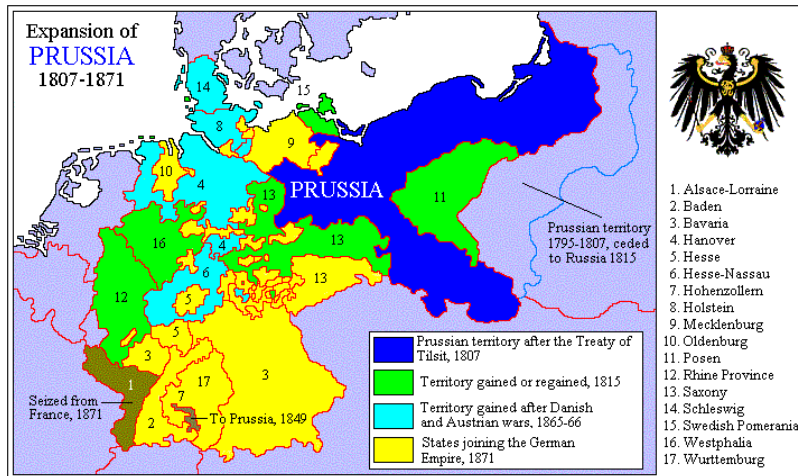 Expansion of
PRUSSIA
1807-1871
14
15
8
9
10
4
PRUSSIA
13
11
16
4
13
6
Prussian territory
1795-1807, ceded
to Russia 1815
13
5
12
5
3
17
3
1
7
Seized from
France, 1871
To Prussia, 1849
2
Prussian territory after the Treaty of
Tilsit, 1807
Territory gained or regained, 1815
Territory gained after Danish
and Austrian wars, 1865-66
States joining the German
Empire, 1871
1. Alsace-Lorraine
2. Baden
3. Bavaria
4. Hanover
5. Hesse
6. Hesse-Nassau
7. Hohenzollern
8. Holstein
9. Mecklenburg
10. Oldenburg
11. Posen
12. Rhine Province
13. Saxony
14. Schleswig
15. Swedish Pomerania
16. Westphalia
17. Wurttemburg